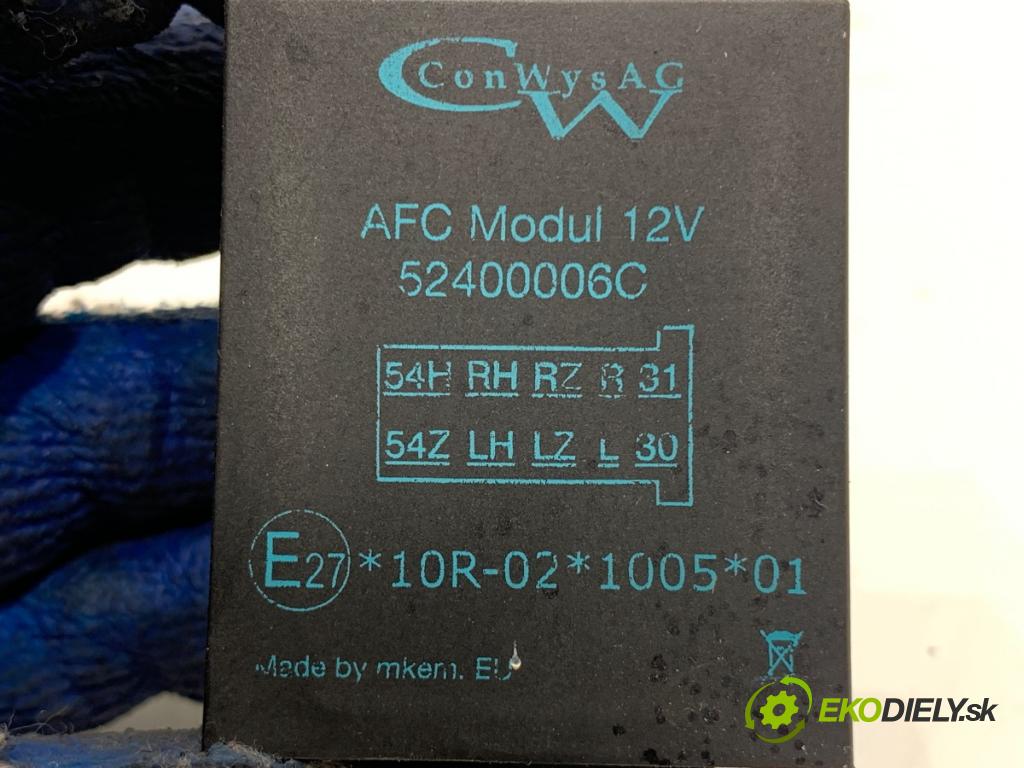 ConWysAG
CW
AFC Modul 12V
52400006C
54H RH RZ R 31
54Z LH LZ L 30
E27*10R-02*1005*01
Made by mkem. EU
EKODIELY.sk